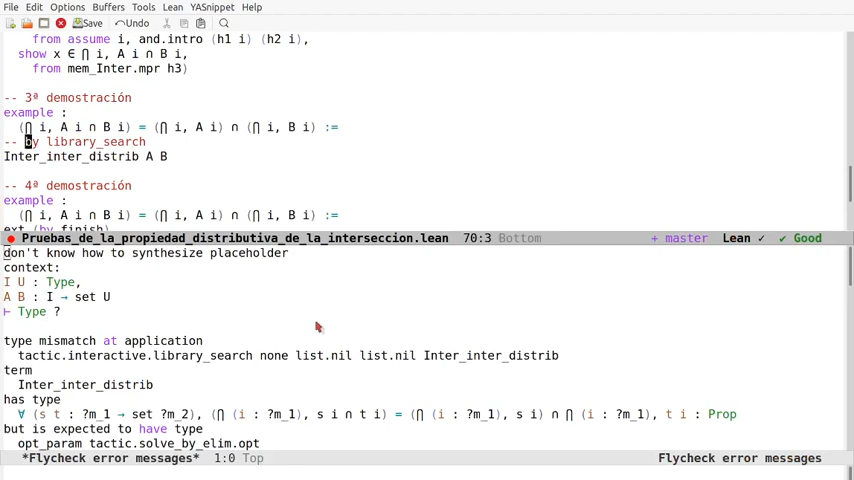 File Edit Options Buffers Tools Lean YASnippet Help
Save Undo
from assume i, and.intro (h1 i) (h2 i),
show x ∈ ⋂ i, A i ∩ B i,
from mem_Inter.mpr h3)
-- 3ª demostración
example :
(⋂ i, A i ∩ B i) = (⋂ i, A i) ∩ (⋂ i, B i) :=
-- by library_search
Inter_inter_distrib A B
-- 4ª demostración
example :
(⋂ i, A i ∩ B i) = (⋂ i, A i) ∩ (⋂ i, B i) :=
ext (by finish)
Pruebas_de_la_propiedad_distributiva_de_la_interseccion.lean 70:3 Bottom + master Lean ✓ ✓ Good
don't know how to synthesize placeholder
context:
I U : Type,
A B : I → set U
⊢ Type ?
type mismatch at application
tactic.interactive.library_search none list.nil list.nil Inter_inter_distrib
term
Inter_inter_distrib
has type
∀ (s t : ?m_1 → set ?m_2), (⋂ (i : ?m_1), s i ∩ t i) = (⋂ (i : ?m_1), s i) ∩ ⋂ (i : ?m_1), t i : Prop
but is expected to have type
opt_param tactic.solve_by_elim.opt
*Flycheck error messages* 1:0 Top Flycheck error messages